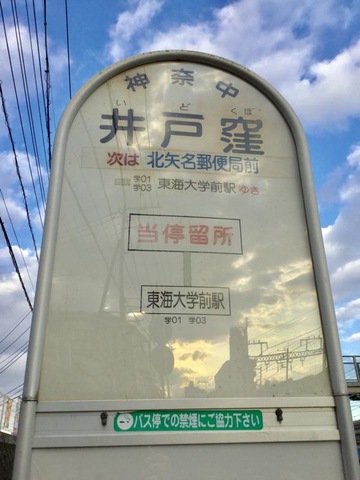 神奈中
いど くぼ
井戸窪
次は 北矢名郵便局前
学01
学03 東海大学前駅 ゆき
当停留所
東海大学前駅
学01 学03
バス停での禁煙にご協力下さい